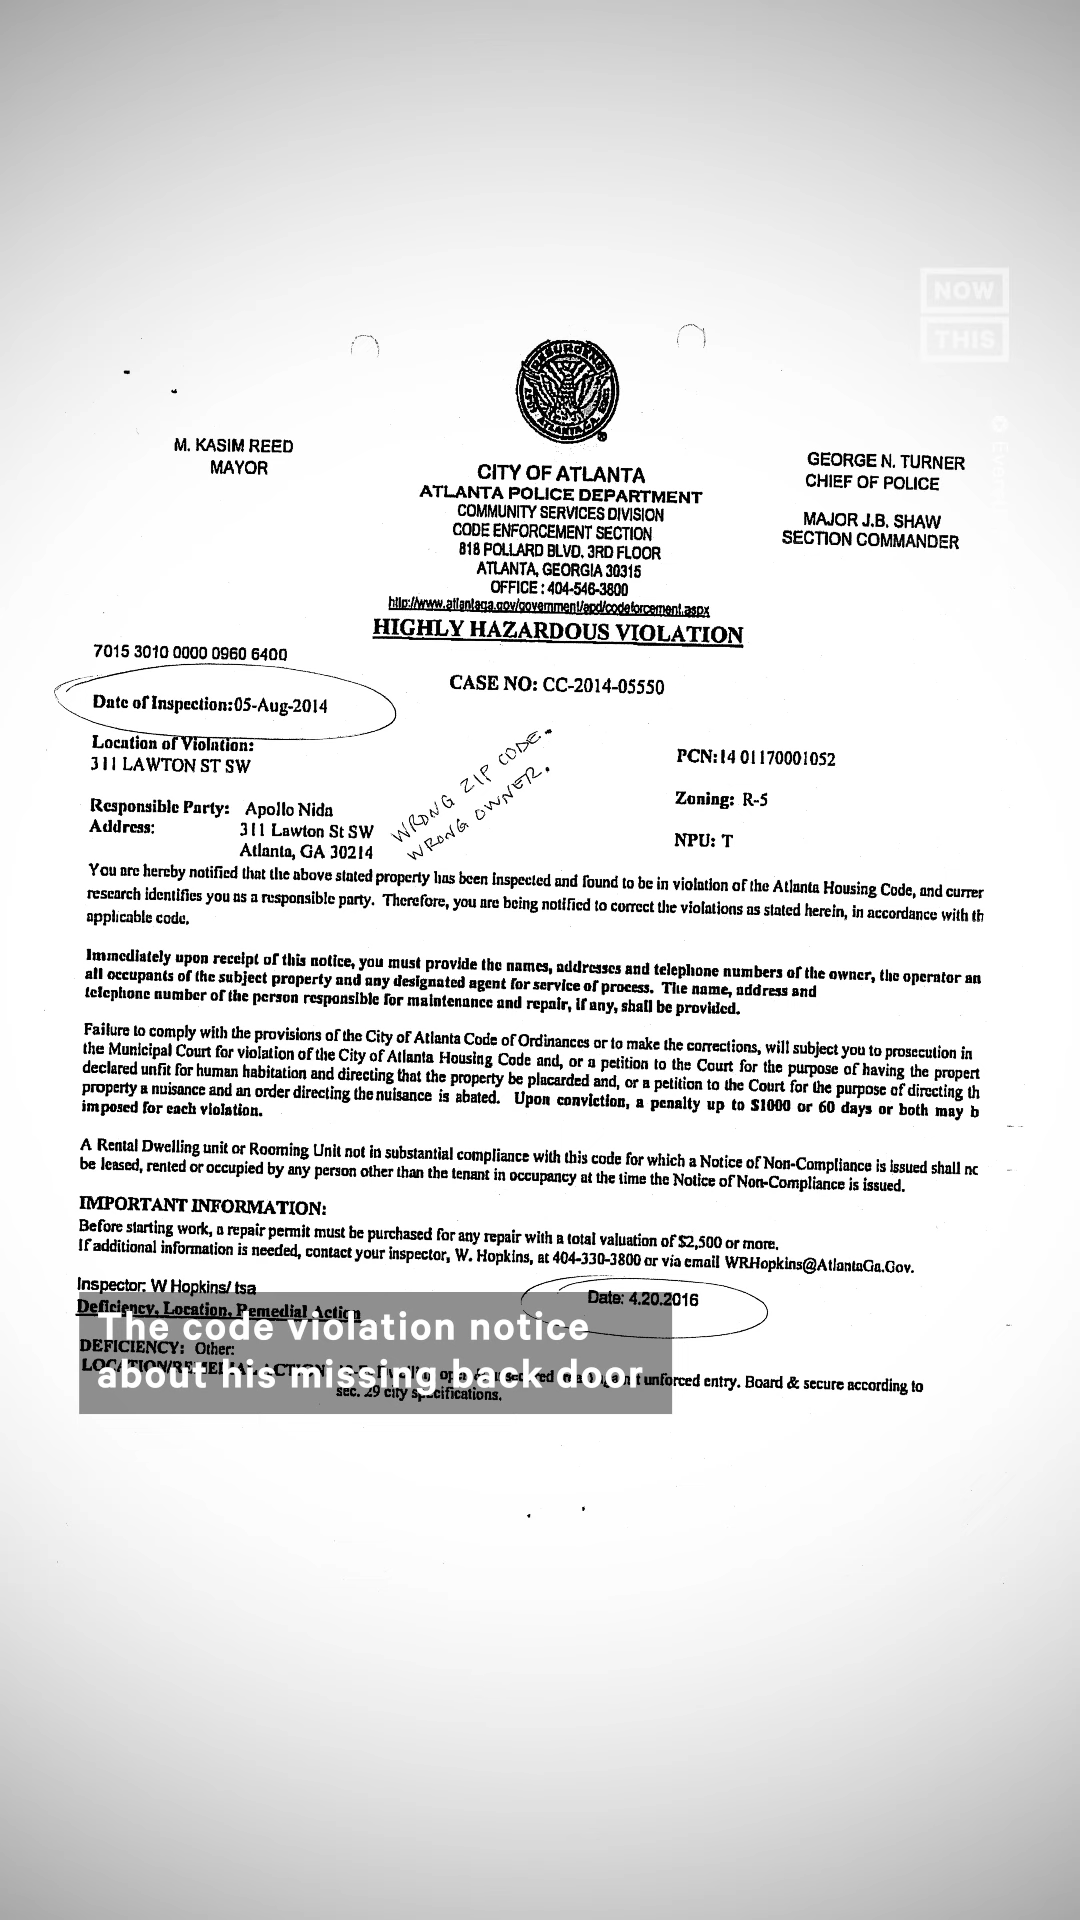 NOW
THIS
RESURGENS
ATLANTA, GA.
M. KASIM REED
MAYOR
GEORGE N. TURNER
CHIEF OF POLICE
MAJOR J.B. SHAW
SECTION COMMANDER
CITY OF ATLANTA
ATLANTA POLICE DEPARTMENT
COMMUNITY SERVICES DIVISION
CODE ENFORCEMENT SECTION
818 POLLARD BLVD. 3RD FLOOR
ATLANTA, GEORGIA 30315
OFFICE : 404-546-3800
http://www.atlantaga.gov/government/apd/codeforcement.aspx
HIGHLY HAZARDOUS VIOLATION
7015 3010 0000 0960 6400
CASE NO: CC-2014-05550
Date of Inspection:05-Aug-2014
Location of Violation:
311 LAWTON ST SW
PCN:14 01170001052
WRONG ZIP CODE.
WRONG OWNER.
Zoning: R-5
Responsible Party: Apollo Nida
Address: 311 Lawton St SW
Atlanta, GA 30214
NPU: T
You are hereby notified that the above stated property has been inspected and found to be in violation of the Atlanta Housing Code, and currer
research identifies you as a responsible party. Therefore, you are being notified to correct the violations as stated herein, in accordance with th
applicable code.
Immediately upon receipt of this notice, you must provide the names, addresses and telephone numbers of the owner, the operator an
all occupants of the subject property and any designated agent for service of process. The name, address and
telephone number of the person responsible for maintenance and repair, if any, shall be provided.
Failure to comply with the provisions of the City of Atlanta Code of Ordinances or to make the corrections, will subject you to prosecution in
the Municipal Court for violation of the City of Atlanta Housing Code and, or a petition to the Court for the purpose of having the propert
declared unfit for human habitation and directing that the property be placarded and, or a petition to the Court for the purpose of directing th
property a nuisance and an order directing the nuisance is abated. Upon conviction, a penalty up to $1000 or 60 days or both may b
imposed for each violation.
A Rental Dwelling unit or Rooming Unit not in substantial compliance with this code for which a Notice of Non-Compliance is issued shall nc
be leased, rented or occupied by any person other than the tenant in occupancy at the time the Notice of Non-Compliance is issued.
IMPORTANT INFORMATION:
Before starting work, a repair permit must be purchased for any repair with a total valuation of $2,500 or more.
If additional information is needed, contact your inspector, W. Hopkins, at 404-330-3800 or via email WRHopkins@AtlantaGa.Gov.
Inspector: W Hopkins/ tsa
Date: 4.20.2016
Deficiency, Location, Remedial Action
The code violation notice
about his missing back door
DEFICIENCY: Other:
LOCATION/REMEDIAL ACTION unforced entry. Board & secure according to
sec. 29 city specifications.